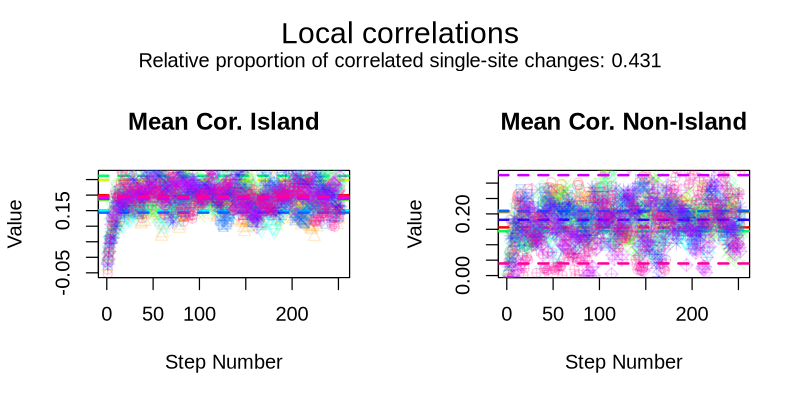 Local correlations
Relative proportion of correlated single-site changes: 0.431
Mean Cor. Island
Value
0.15
-0.05
0 50 100 200
Step Number
Mean Cor. Non-Island
Value
0.20
0.00
0 50 100 200
Step Number